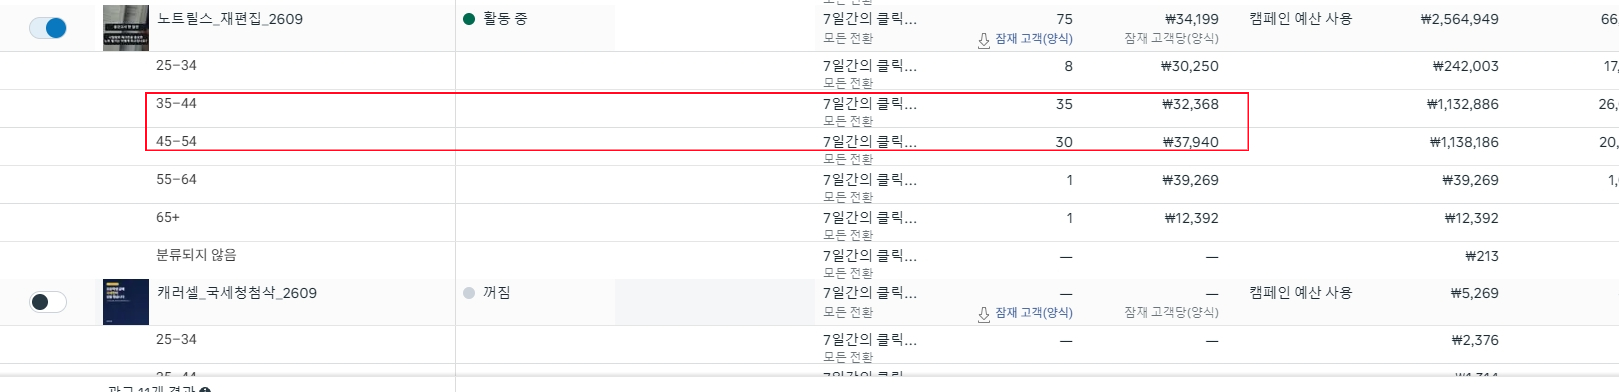 노트릴스_재편집_2609 활동 중 7일간의 클릭... 75 ₩34,199 캠페인 예산 사용 ₩2,564,949 66,
모든 전환 잠재 고객(양식) 잠재 고객당(양식)
25-34 7일간의 클릭... 8 ₩30,250 ₩242,003 17,
모든 전환
35-44 7일간의 클릭... 35 ₩32,368 ₩1,132,886 26,
모든 전환
45-54 7일간의 클릭... 30 ₩37,940 ₩1,138,186 20,
모든 전환
55-64 7일간의 클릭... 1 ₩39,269 ₩39,269 1,
모든 전환
65+ 7일간의 클릭... 1 ₩12,392 ₩12,392
모든 전환
분류되지 않음 7일간의 클릭... — — ₩213
모든 전환
캐러셀_국세청첨삭_2609 꺼짐 7일간의 클릭... — — 캠페인 예산 사용 ₩5,269
모든 전환 잠재 고객(양식) 잠재 고객당(양식)
25-34 7일간의 클릭... — — ₩2,376
모든 전환